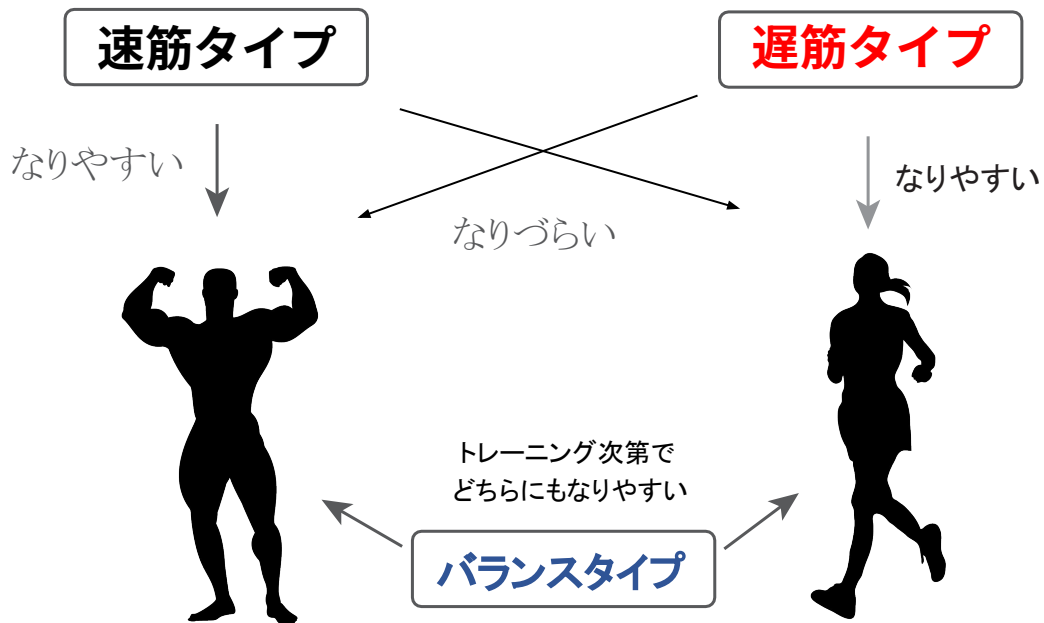 速筋タイプ
遅筋タイプ
なりやすい
なりやすい
なりづらい
トレーニング次第で
どちらにもなりやすい
バランスタイプ